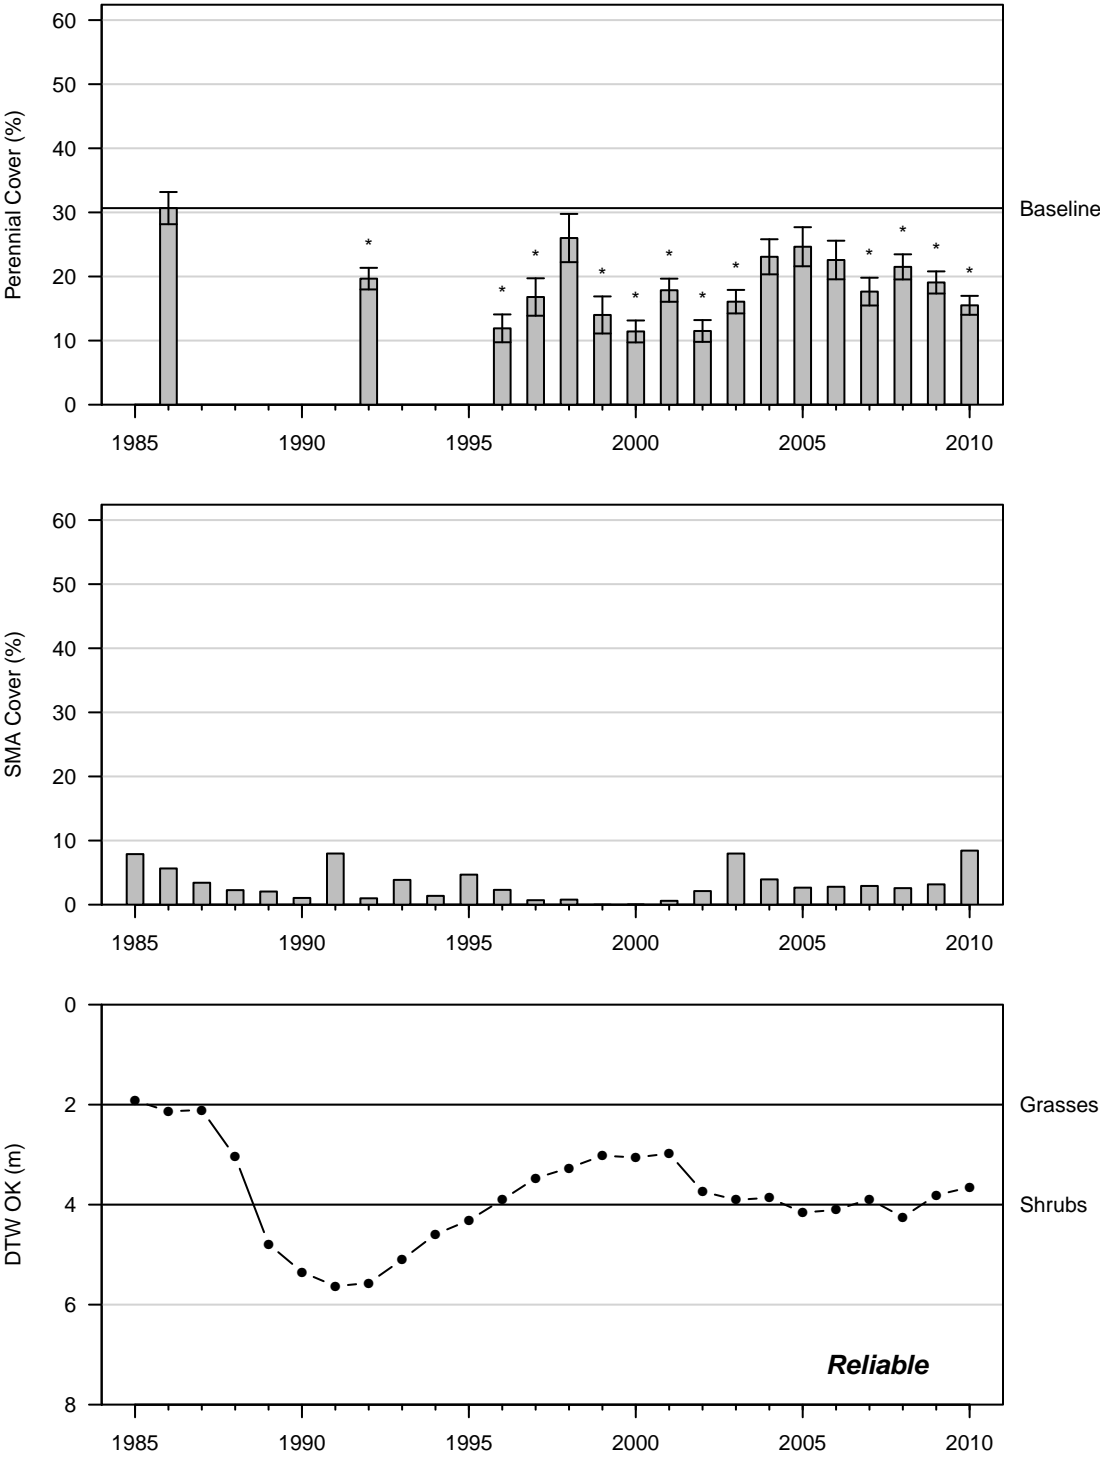 Perennial Cover (%)
60
50
40
30
20
10
0
Baseline
* * * * * * * * * * * *
1985 1990 1995 2000 2005 2010
SMA Cover (%)
60
50
40
30
20
10
0
1985 1990 1995 2000 2005 2010
DTW OK (m)
0
2
4
6
8
Grasses
Shrubs
Reliable
1985 1990 1995 2000 2005 2010